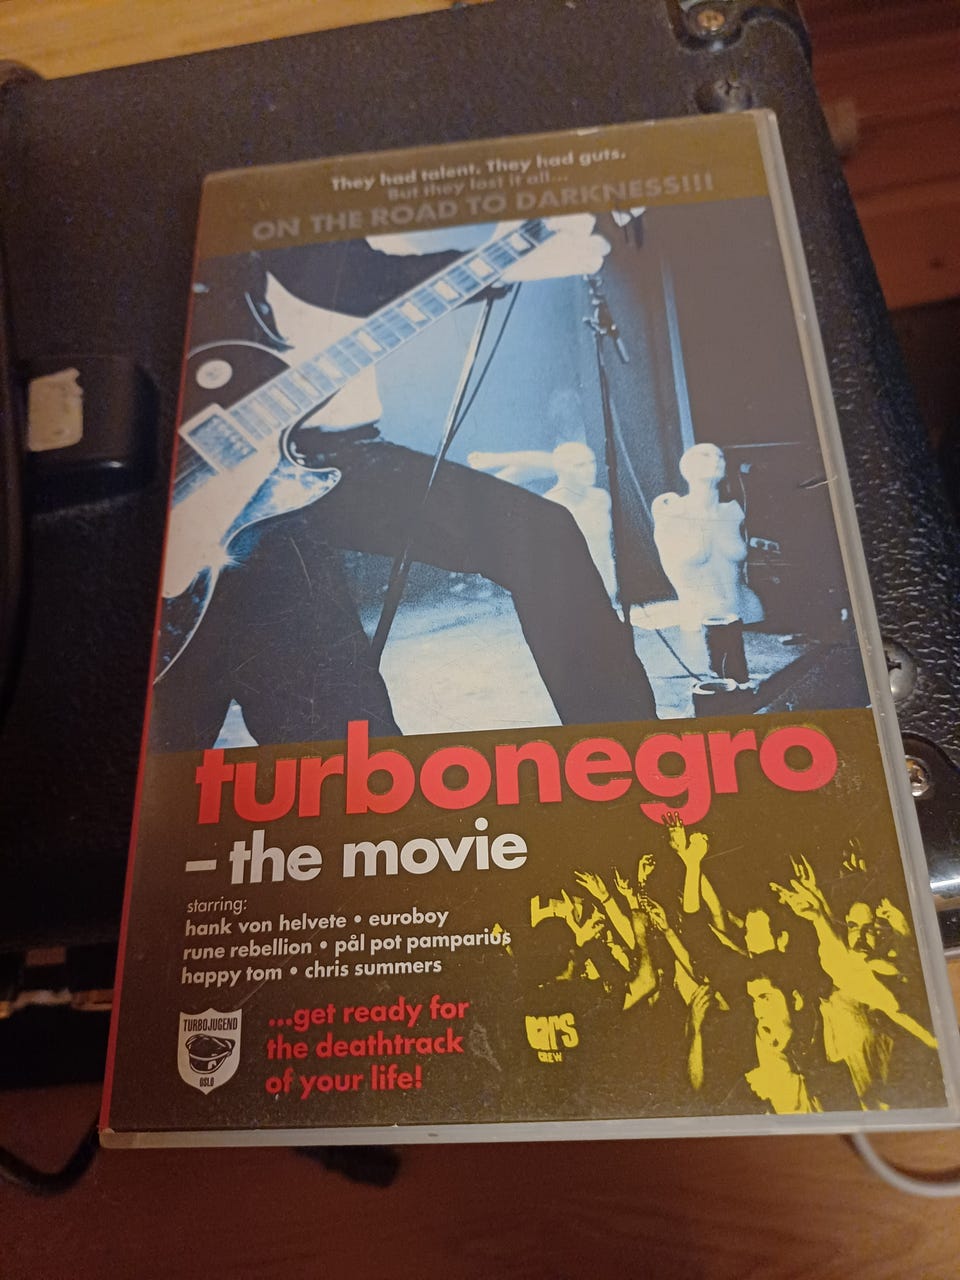 They had talent. They had guts.
But they lost it all...
ON THE ROAD TO DARKNESS!!!
turbonegro
– the movie
starring:
hank von helvete • euroboy
rune rebellion • pål pot pamparius
happy tom • chris summers
TURBOJUGEND
OSLO
...get ready for
the deathtrack
of your life!
CREW